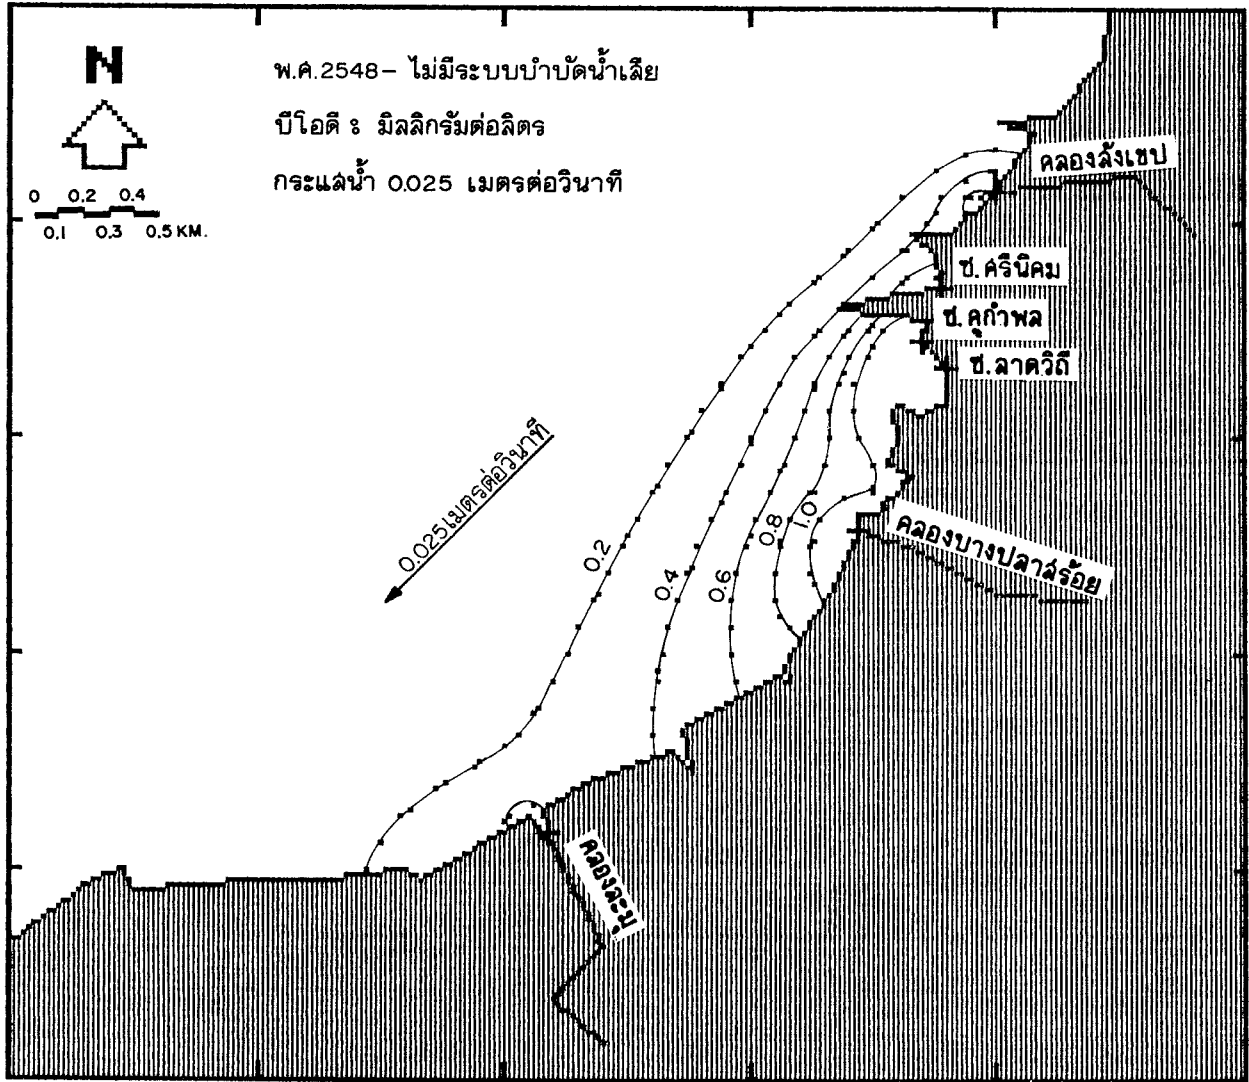 N
พ.ศ.2548- ไม่มีระบบบำบัดน้ำเสีย
บีโอดี : มิลลิกรัมต่อลิตร
กระแสน้ำ 0.025 เมตรต่อวินาที
0 0.2 0.4
0.1 0.3 0.5 KM.
คลองสังเขป
ซ.ศรีนิคม
ซ.คูกำพล
ซ.ลาดวิถี
0.025 เมตรต่อวินาที
0.2
0.4
0.6
0.8
1.0
คลองบางปลาสร้อย
คลองละมุ